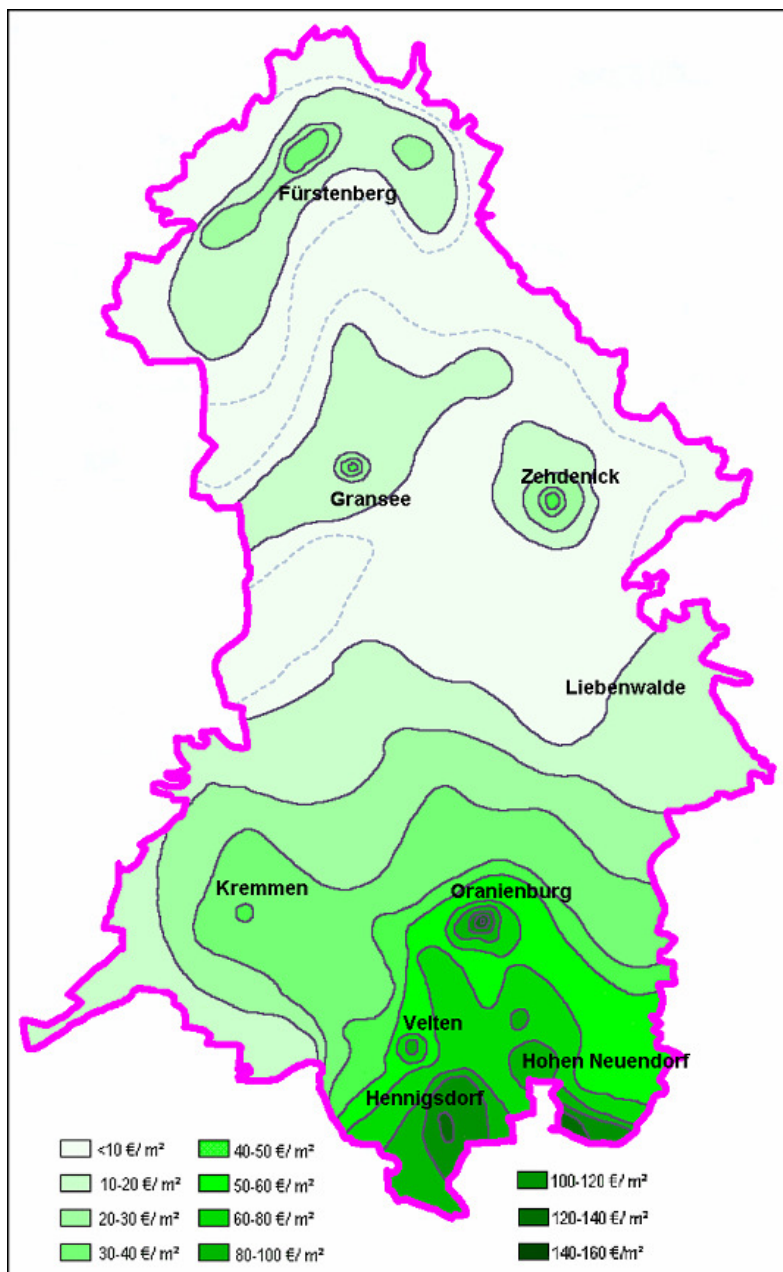 Fürstenberg
Zehdenick
Gransee
Liebenwalde
Kremmen
Oranienburg
Velten
Hohen Neuendorf
Hennigsdorf
<10 €/ m²
10-20 €/ m²
20-30 €/ m²
30-40 €/ m²
40-50 €/ m²
50-60 €/ m²
60-80 €/ m²
80-100 €/ m²
100-120 €/ m²
120-140 €/ m²
140-160 €/m²